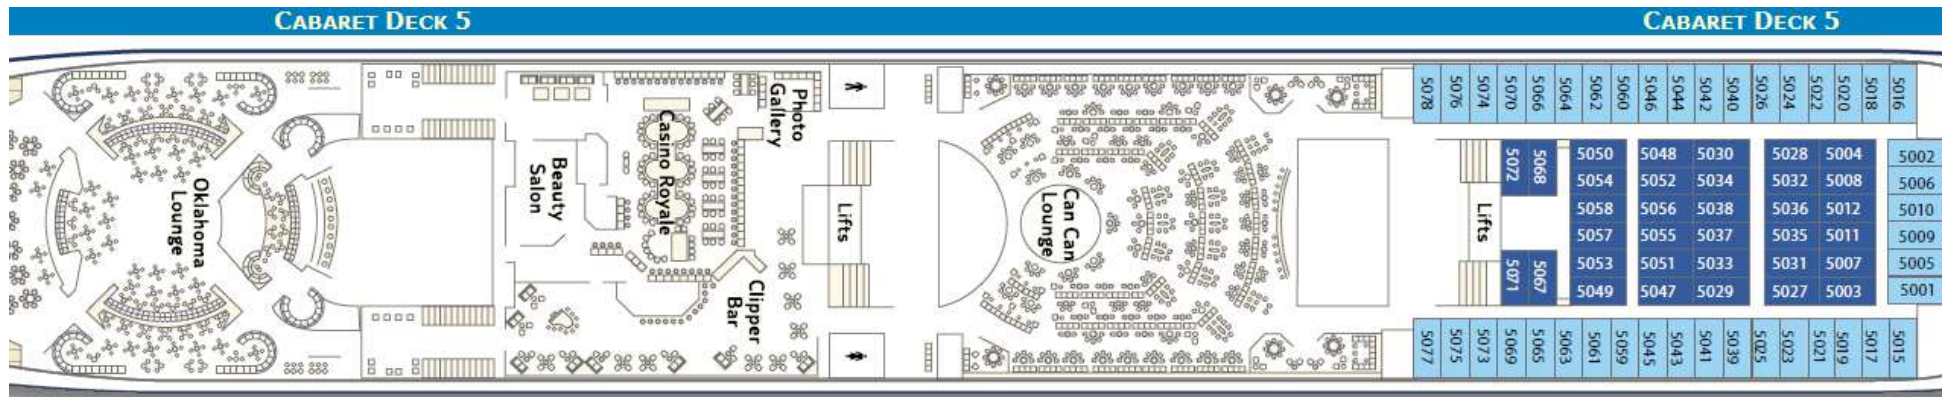 CABARET DECK 5
CABARET DECK 5
Oklahoma
Lounge
Beauty
Salon
Casino Royale
Photo
Gallery
Clipper
Bar
Lifts
Can Can
Lounge
Lifts
5078 5076 5074 5070 5066 5064 5062 5060 5046 5044 5042 5040 5026 5024 5022 5020 5018 5016
5072 5068
5071 5067
5050 5048 5030 5028 5004
5054 5052 5034 5032 5008
5058 5056 5038 5036 5012
5057 5055 5037 5035 5011
5053 5051 5033 5031 5007
5049 5047 5029 5027 5003
5002
5006
5010
5009
5005
5001
5077 5075 5073 5069 5065 5063 5061 5059 5045 5043 5041 5039 5025 5023 5021 5019 5017 5015